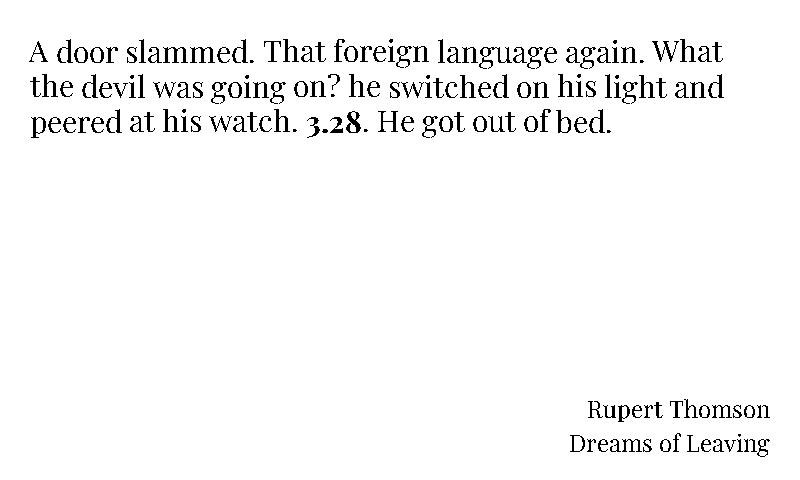 A door slammed. That foreign language again. What
the devil was going on? he switched on his light and
peered at his watch. 3.28. He got out of bed.
Rupert Thomson
Dreams of Leaving